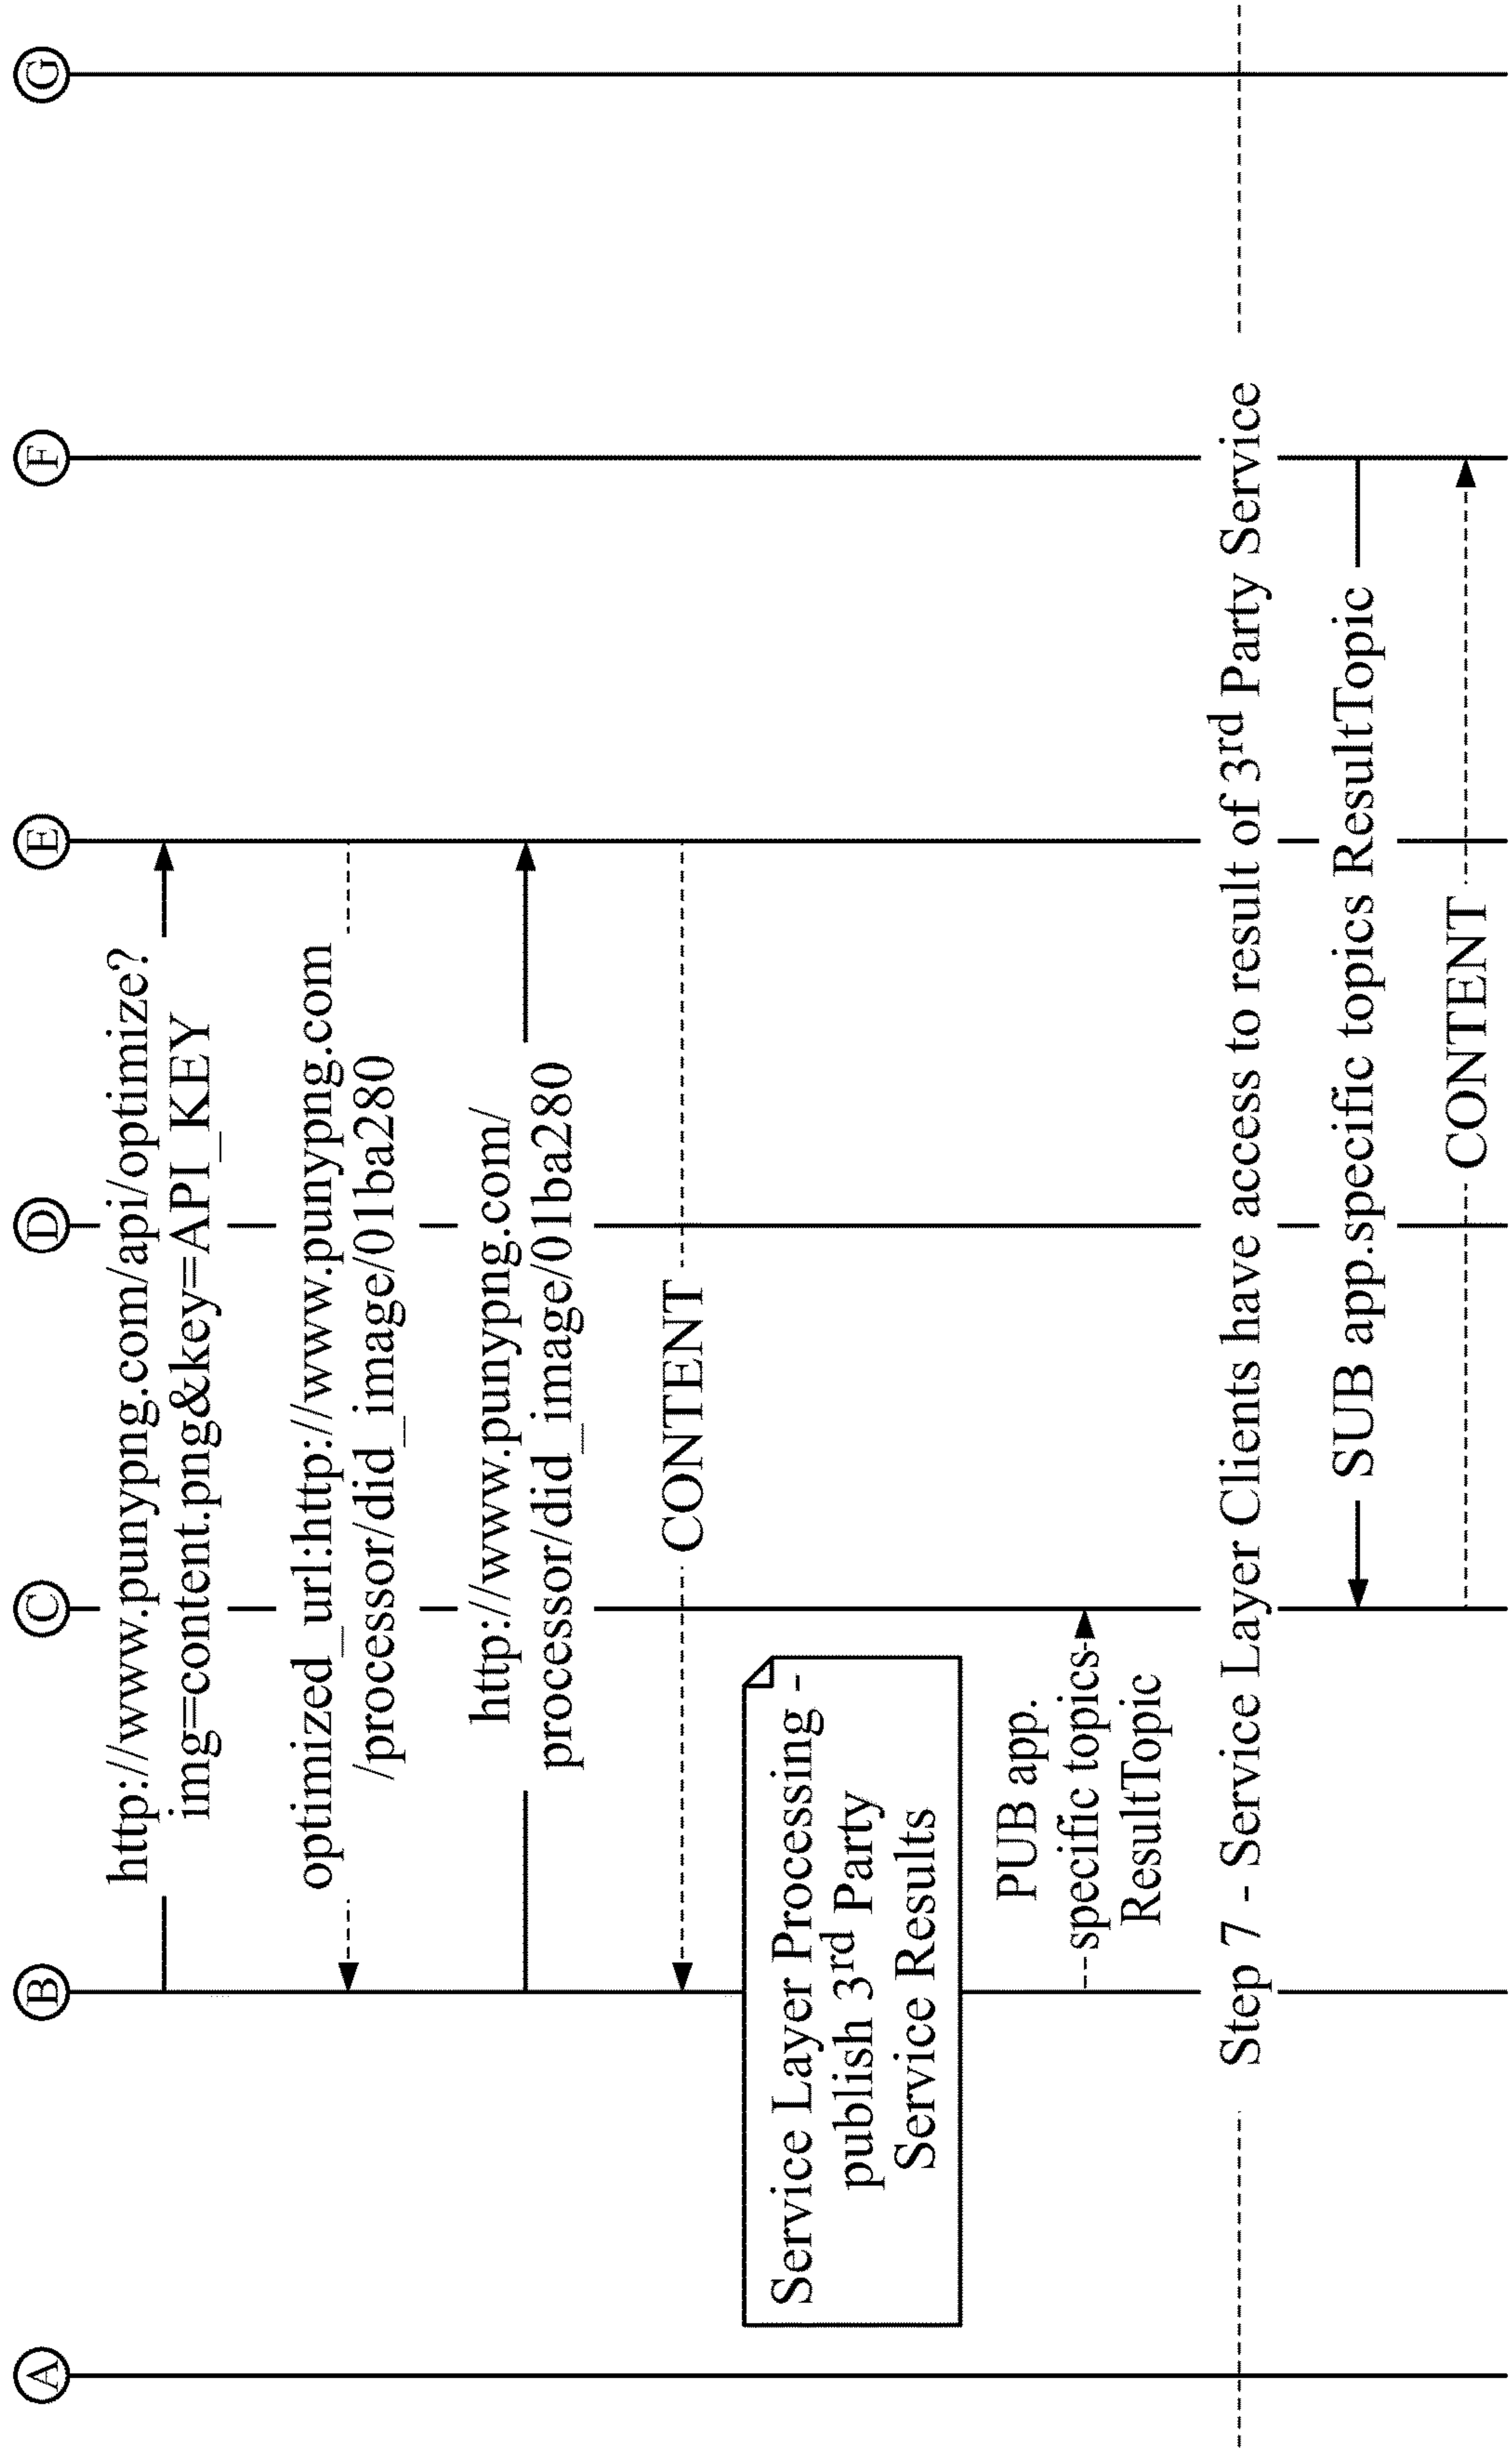 A
B
C
D
E
F
G
http://www.punypng.com/api/optimize?
img=content.png&key=API_KEY
optimized_url:http://www.punypng.com
/processor/did_image/01ba280
http://www.punypng.com/
processor/did_image/01ba280
CONTENT
Service Layer Processing -
publish 3rd Party
Service Results
PUB app.
specific topics
ResultTopic
Step 7 - Service Layer Clients have access to result of 3rd Party Service
SUB app.specific topics ResultTopic
CONTENT